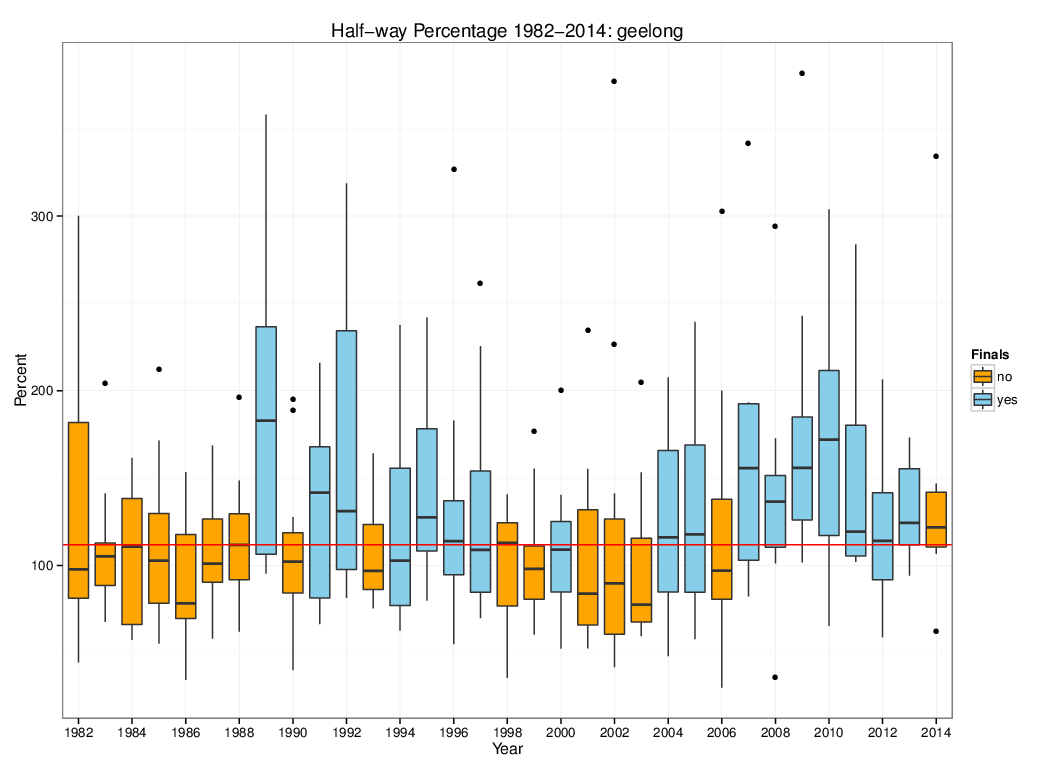 Half−way Percentage 1982−2014: geelong
300
200
100
Percent
1982 1984 1986 1988 1990 1992 1994 1996 1998 2000 2002 2004 2006 2008 2010 2012 2014
Year
Finals
no
yes